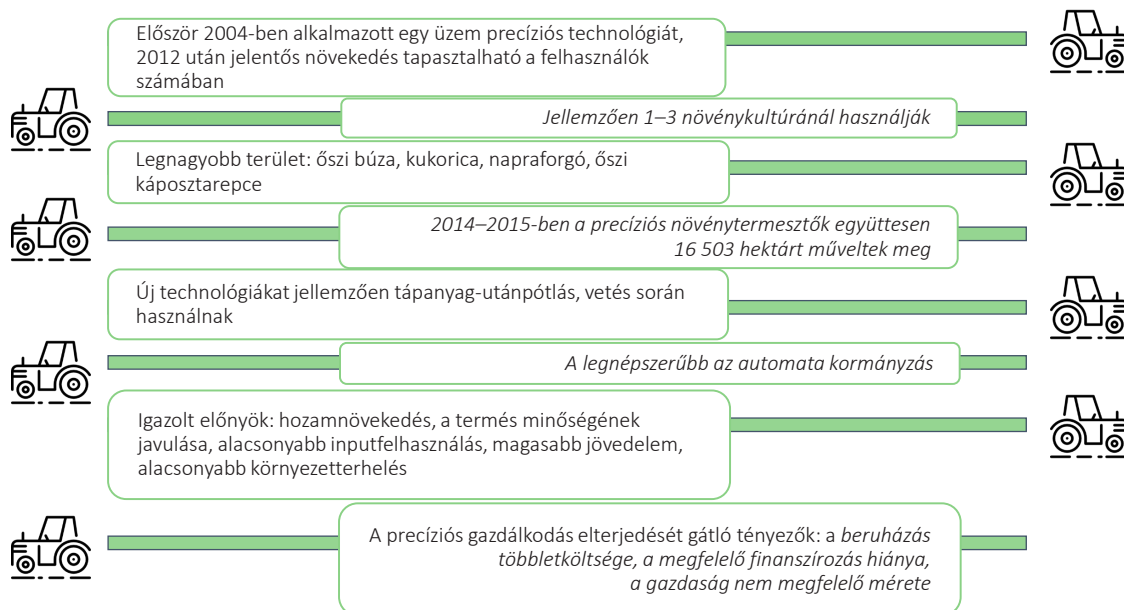 Először 2004-ben alkalmazott egy üzem precíziós technológiát,
2012 után jelentős növekedés tapasztalható a felhasználók
számában
Jellemzően 1–3 növénykultúránál használják
Legnagyobb terület: őszi búza, kukorica, napraforgó, őszi
káposztarepce
2014–2015-ben a precíziós növénytermesztők együttesen
16 503 hektárt műveltek meg
Új technológiákat jellemzően tápanyag-utánpótlás, vetés során
használnak
A legnépszerűbb az automata kormányzás
Igazolt előnyök: hozamnövekedés, a termés minőségének
javulása, alacsonyabb inputfelhasználás, magasabb jövedelem,
alacsonyabb környezetterhelés
A precíziós gazdálkodás elterjedését gátló tényezők: a beruházás
többletköltsége, a megfelelő finanszírozás hiánya,
a gazdaság nem megfelelő mérete